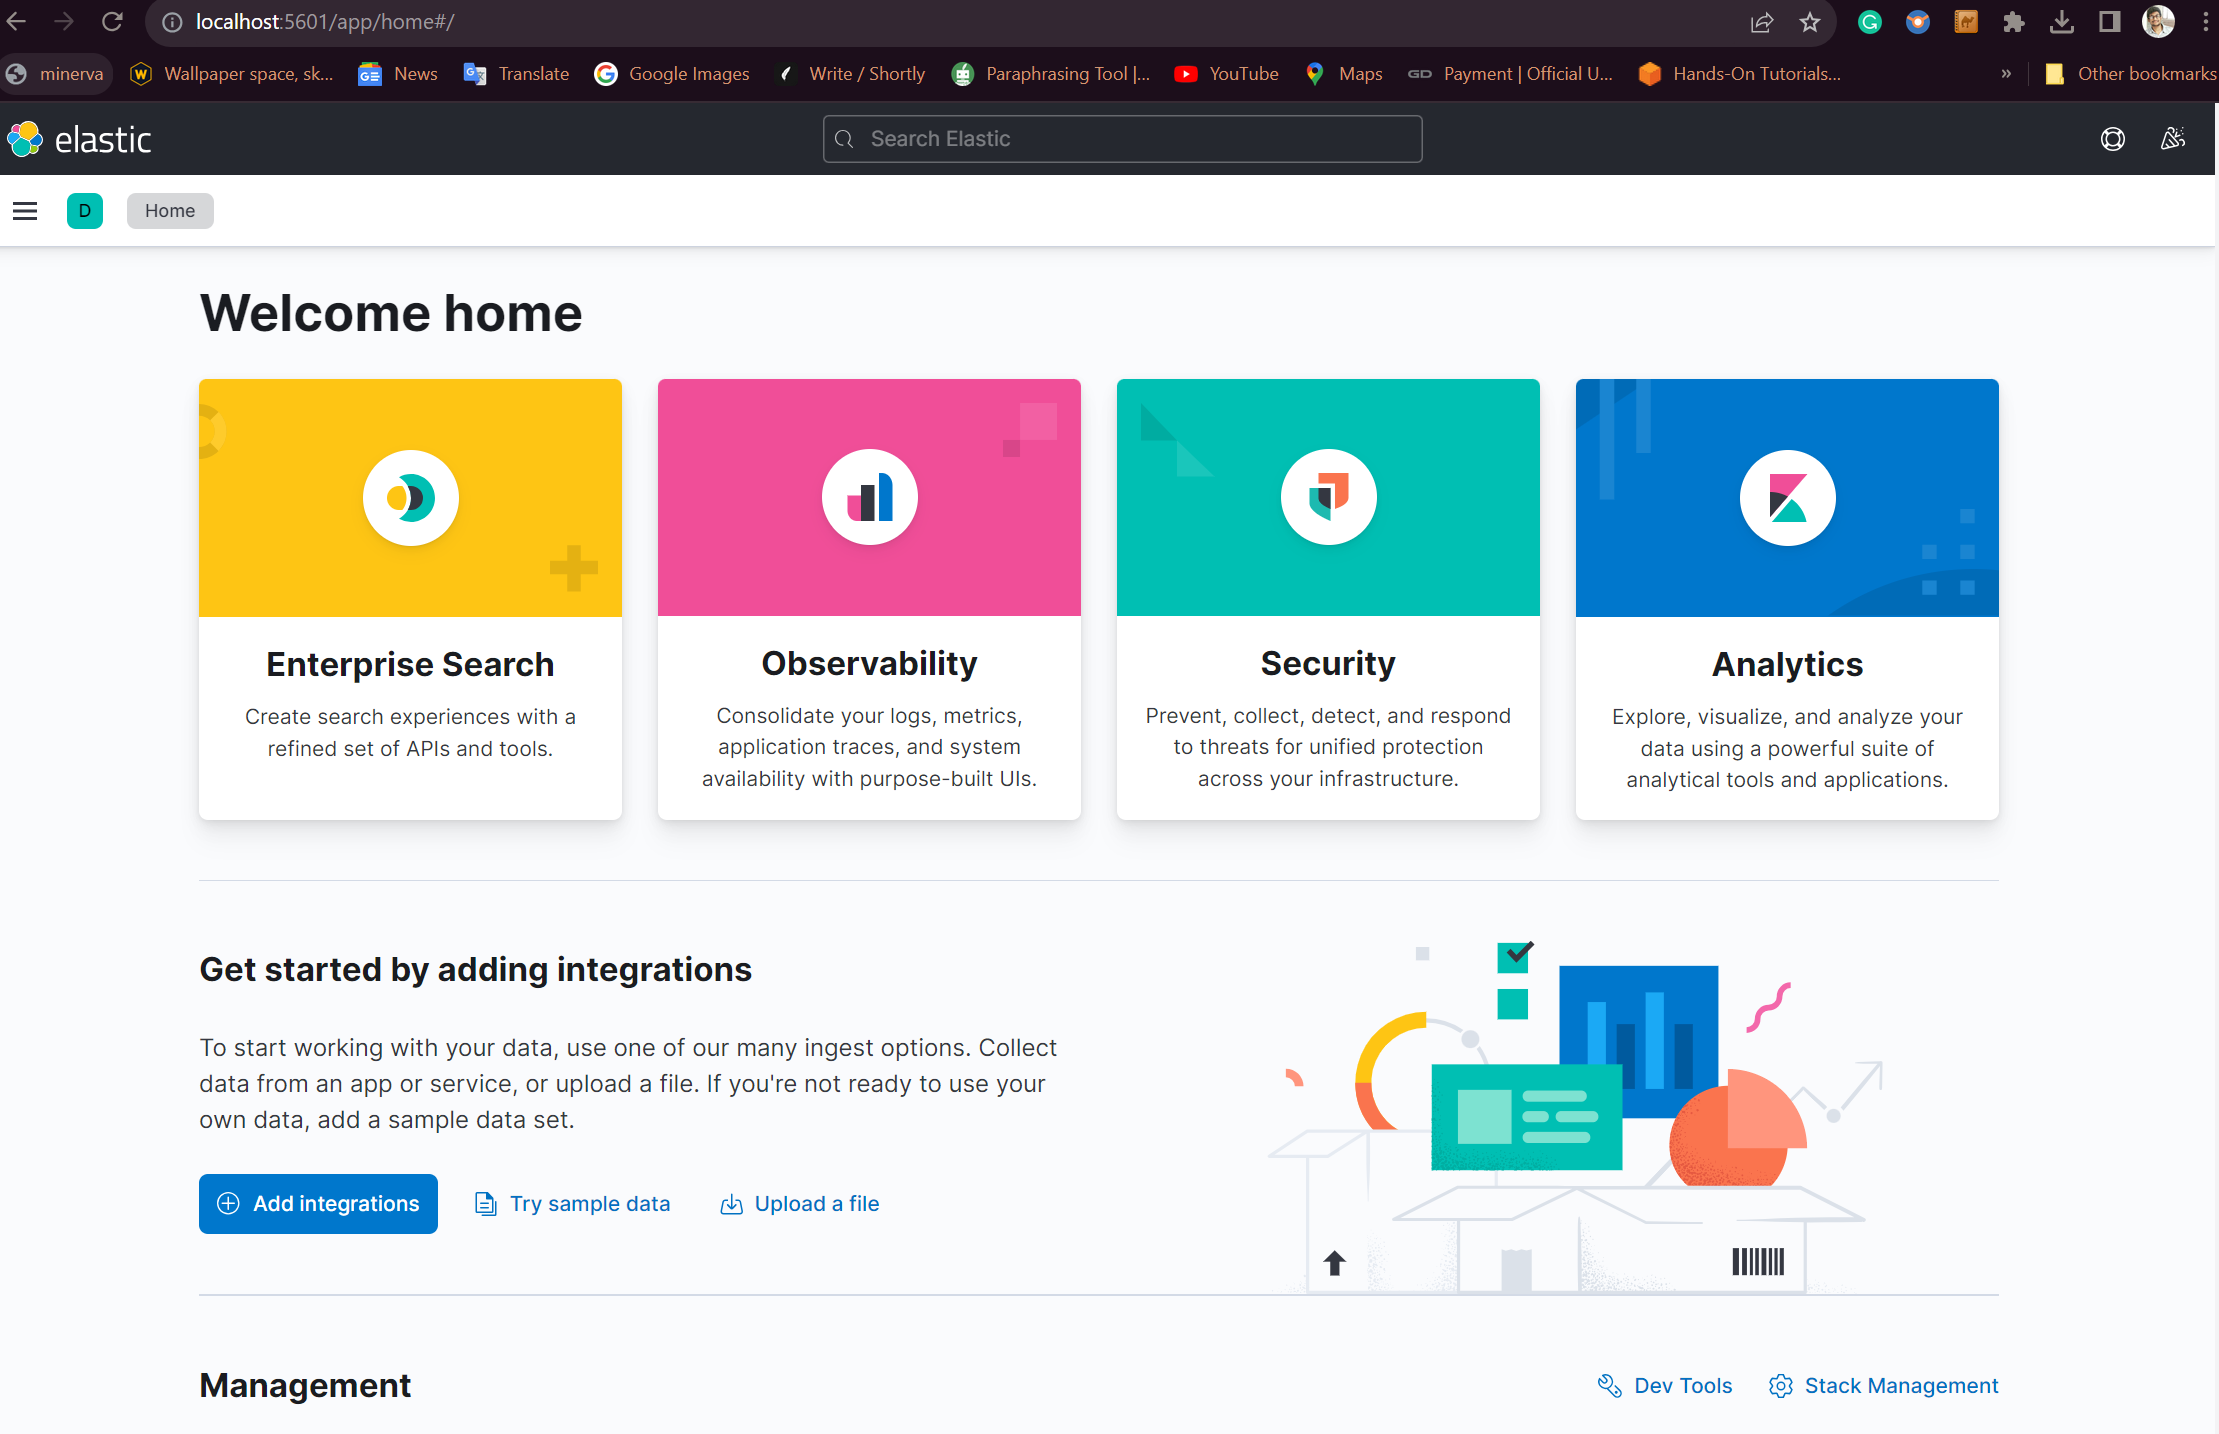 localhost:5601/app/home#/
minerva
Wallpaper space, sk...
News
Translate
Google Images
Write / Shortly
Paraphrasing Tool |...
YouTube
Maps
GD
Payment | Official U...
Hands-On Tutorials...
»
Other bookmarks
elastic
Search Elastic
D
Home
Welcome home
Enterprise Search
Create search experiences with a
refined set of APIs and tools.
Observability
Consolidate your logs, metrics,
application traces, and system
availability with purpose-built UIs.
Security
Prevent, collect, detect, and respond
to threats for unified protection
across your infrastructure.
Analytics
Explore, visualize, and analyze your
data using a powerful suite of
analytical tools and applications.
Get started by adding integrations
To start working with your data, use one of our many ingest options. Collect
data from an app or service, or upload a file. If you're not ready to use your
own data, add a sample data set.
Add integrations
Try sample data
Upload a file
Management
Dev Tools
Stack Management